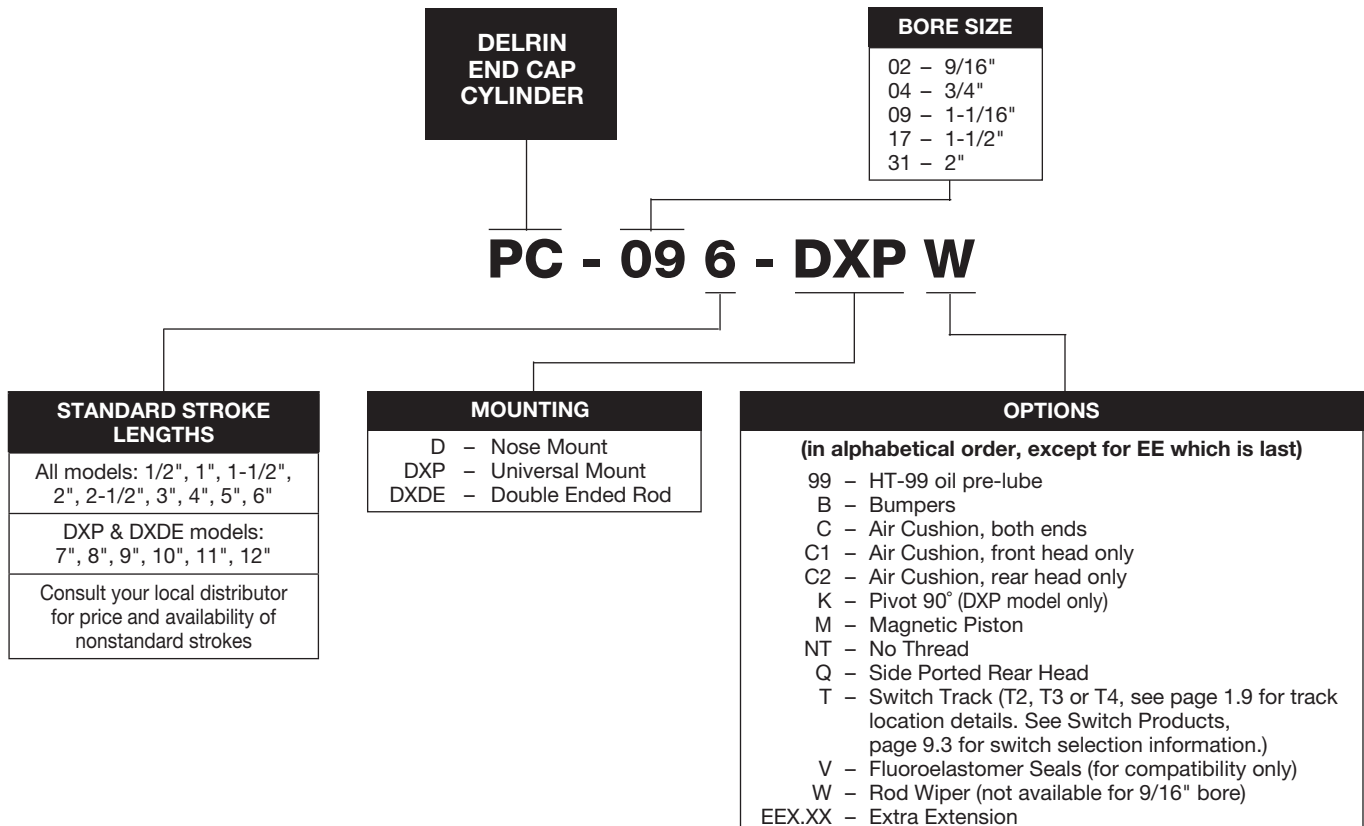 DELRIN
END CAP
CYLINDER
BORE SIZE
02 – 9/16"
04 – 3/4"
09 – 1-1/16"
17 – 1-1/2"
31 – 2"
PC - 09 6 - DXP W
STANDARD STROKE
LENGTHS
All models: 1/2", 1", 1-1/2",
2", 2-1/2", 3", 4", 5", 6"
DXP & DXDE models:
7", 8", 9", 10", 11", 12"
Consult your local distributor
for price and availability of
nonstandard strokes
MOUNTING
D – Nose Mount
DXP – Universal Mount
DXDE – Double Ended Rod
OPTIONS
(in alphabetical order, except for EE which is last)
99 – HT-99 oil pre-lube
B – Bumpers
C – Air Cushion, both ends
C1 – Air Cushion, front head only
C2 – Air Cushion, rear head only
K – Pivot 90° (DXP model only)
M – Magnetic Piston
NT – No Thread
Q – Side Ported Rear Head
T – Switch Track (T2, T3 or T4, see page 1.9 for track
location details. See Switch Products,
page 9.3 for switch selection information.)
V – Fluoroelastomer Seals (for compatibility only)
W – Rod Wiper (not available for 9/16" bore)
EEX.XX – Extra Extension